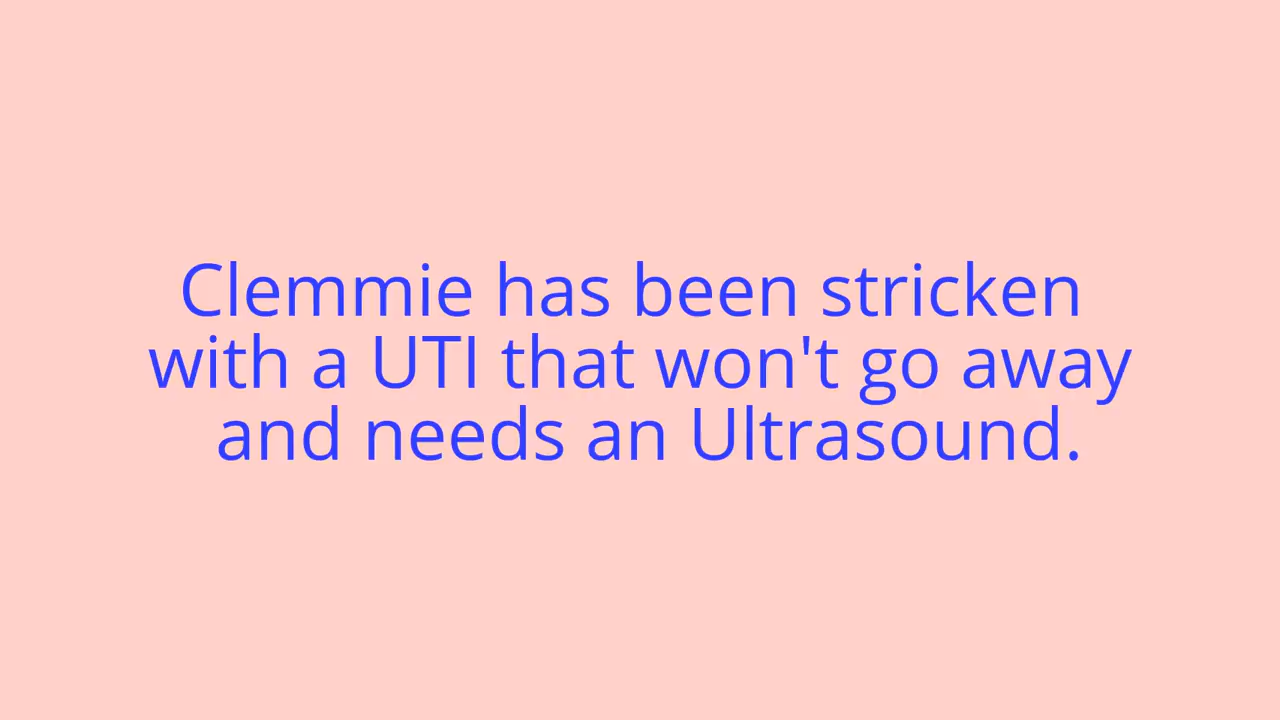 Clemmie has been stricken
with a UTI that won't go away
and needs an Ultrasound.